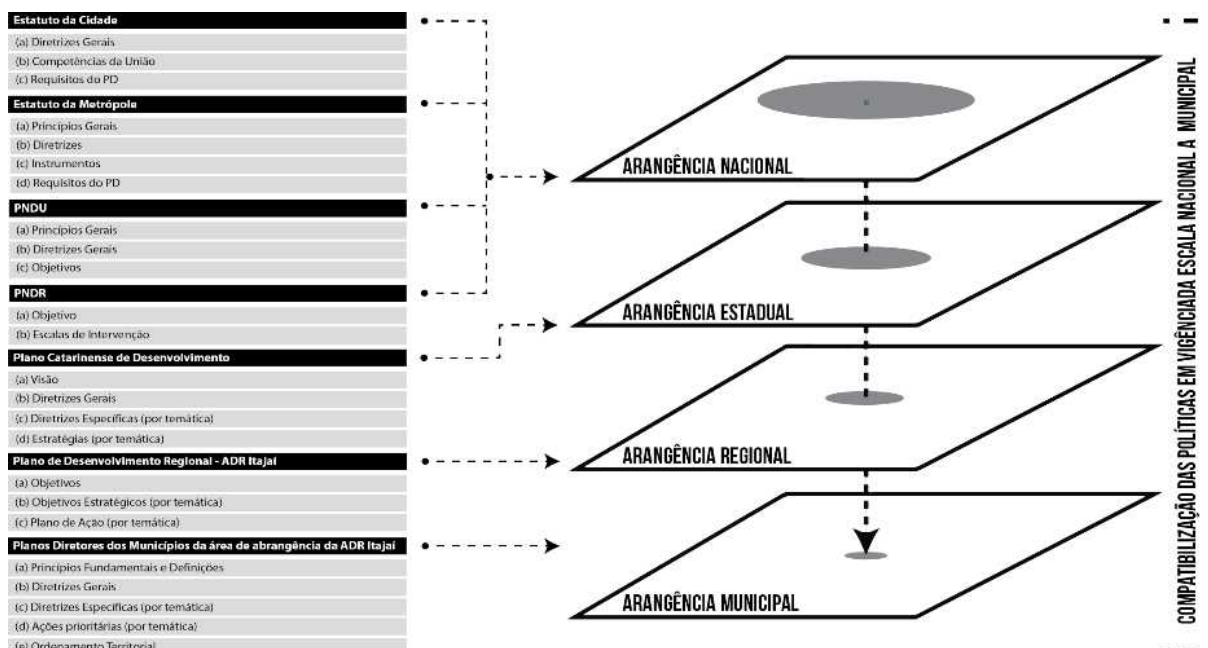 Estatuto da Cidade
(a) Diretrizes Gerais
(b) Competências da União
(c) Requisitos do PD
Estatuto da Metrópole
(a) Princípios Gerais
(b) Diretrizes
(c) Instrumentos
(d) Requisitos do PD
PNDU
(a) Princípios Gerais
(b) Diretrizes Gerais
(c) Objetivos
PNDR
(a) Objetivo
(b) Escalas de Intervenção
Plano Catarinense de Desenvolvimento
(a) Visão
(b) Diretrizes Gerais
(c) Diretrizes Específicas (por temática)
(d) Estratégias (por temática)
Plano de Desenvolvimento Regional - ADR Itajaí
(a) Objetivos
(b) Objetivos Estratégicos (por temática)
(c) Plano de Ação (por temática)
Planos Diretores dos Municípios da área de abrangência da ADR Itajaí
(a) Princípios Fundamentais e Definições
(b) Diretrizes Gerais
(c) Diretrizes Específicas (por temática)
(d) Ações prioritárias (por temática)
(e) Ordenamento Territorial
ARANGÊNCIA NACIONAL
ARANGÊNCIA ESTADUAL
ARANGÊNCIA REGIONAL
ARANGÊNCIA MUNICIPAL
COMPATIBILIZAÇÃO DAS POLÍTICAS EM VIGÊNCIADA ESCALA NACIONAL A MUNICIPAL